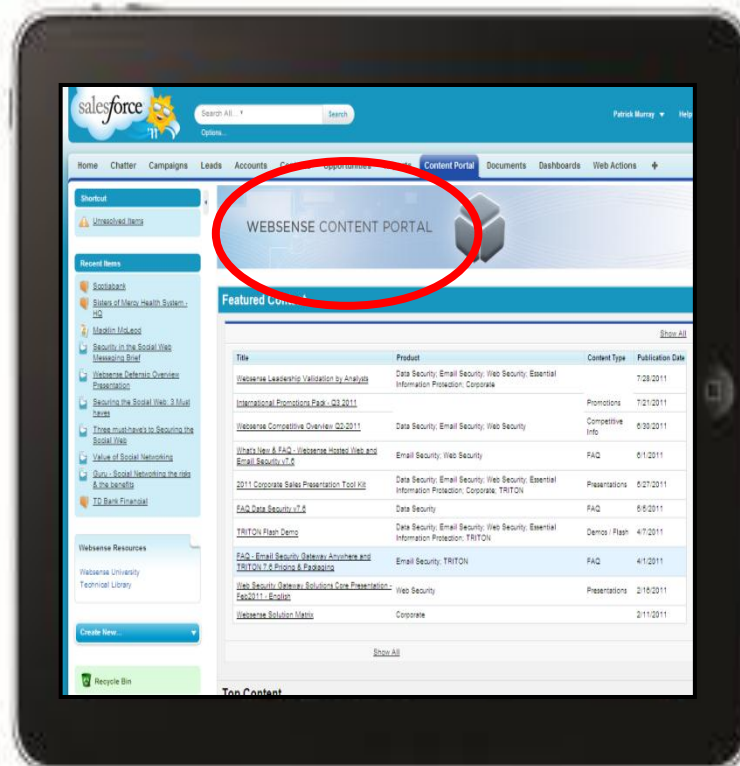 salesforce
'11
Search All...
Search
Options...
Patrick Murray
Help
Home Chatter Campaigns Leads Accounts Content Portal Documents Dashboards Web Actions +
Shortcut
Unresolved Items
Recent Items
Scotiabank
Sisters of Mercy Health System -
HQ
Madilin McLeod
Security in the Social Web
Messaging Brief
Websense Defensio Overview
Presentation
Securing the Social Web: 3 Must
haves
Three must-have's to Securing the
Social Web
Value of Social Networking
Guru - Social Networking the risks
& the benefits
TD Bank Financial
Websense Resources
Websense University
Technical Library
Create New...
Recycle Bin
WEBSENSE CONTENT PORTAL
Featured Content
Show All
Title Product Content Type Publication Date
Websense Leadership Validation by Analysts
Data Security; Email Security; Web Security; Essential
Information Protection; Corporate
7/28/2011
International Promotions Pack - Q3 2011 Promotions 7/21/2011
Websense Competitive Overview Q2-2011 Data Security; Email Security; Web Security
Competitive
Info
6/30/2011
What's New & FAQ - Websense Hosted Web and
Email Security v7.6
Email Security; Web Security FAQ 6/1/2011
2011 Corporate Sales Presentation Tool Kit
Data Security; Email Security; Web Security; Essential
Information Protection; Corporate; TRITON
Presentations 5/27/2011
FAQ Data Security v7.6 Data Security FAQ 5/5/2011
TRITON Flash Demo
Data Security; Email Security; Web Security; Essential
Information Protection; TRITON
Demos / Flash 4/7/2011
FAQ - Email Security Gateway Anywhere and
TRITON 7.6 Pricing & Packaging
Email Security; TRITON FAQ 4/1/2011
Web Security Gateway Solutions Core Presentation -
Feb2011 - English
Web Security Presentations 2/16/2011
Websense Solution Matrix Corporate 2/11/2011
Show All
Top Content